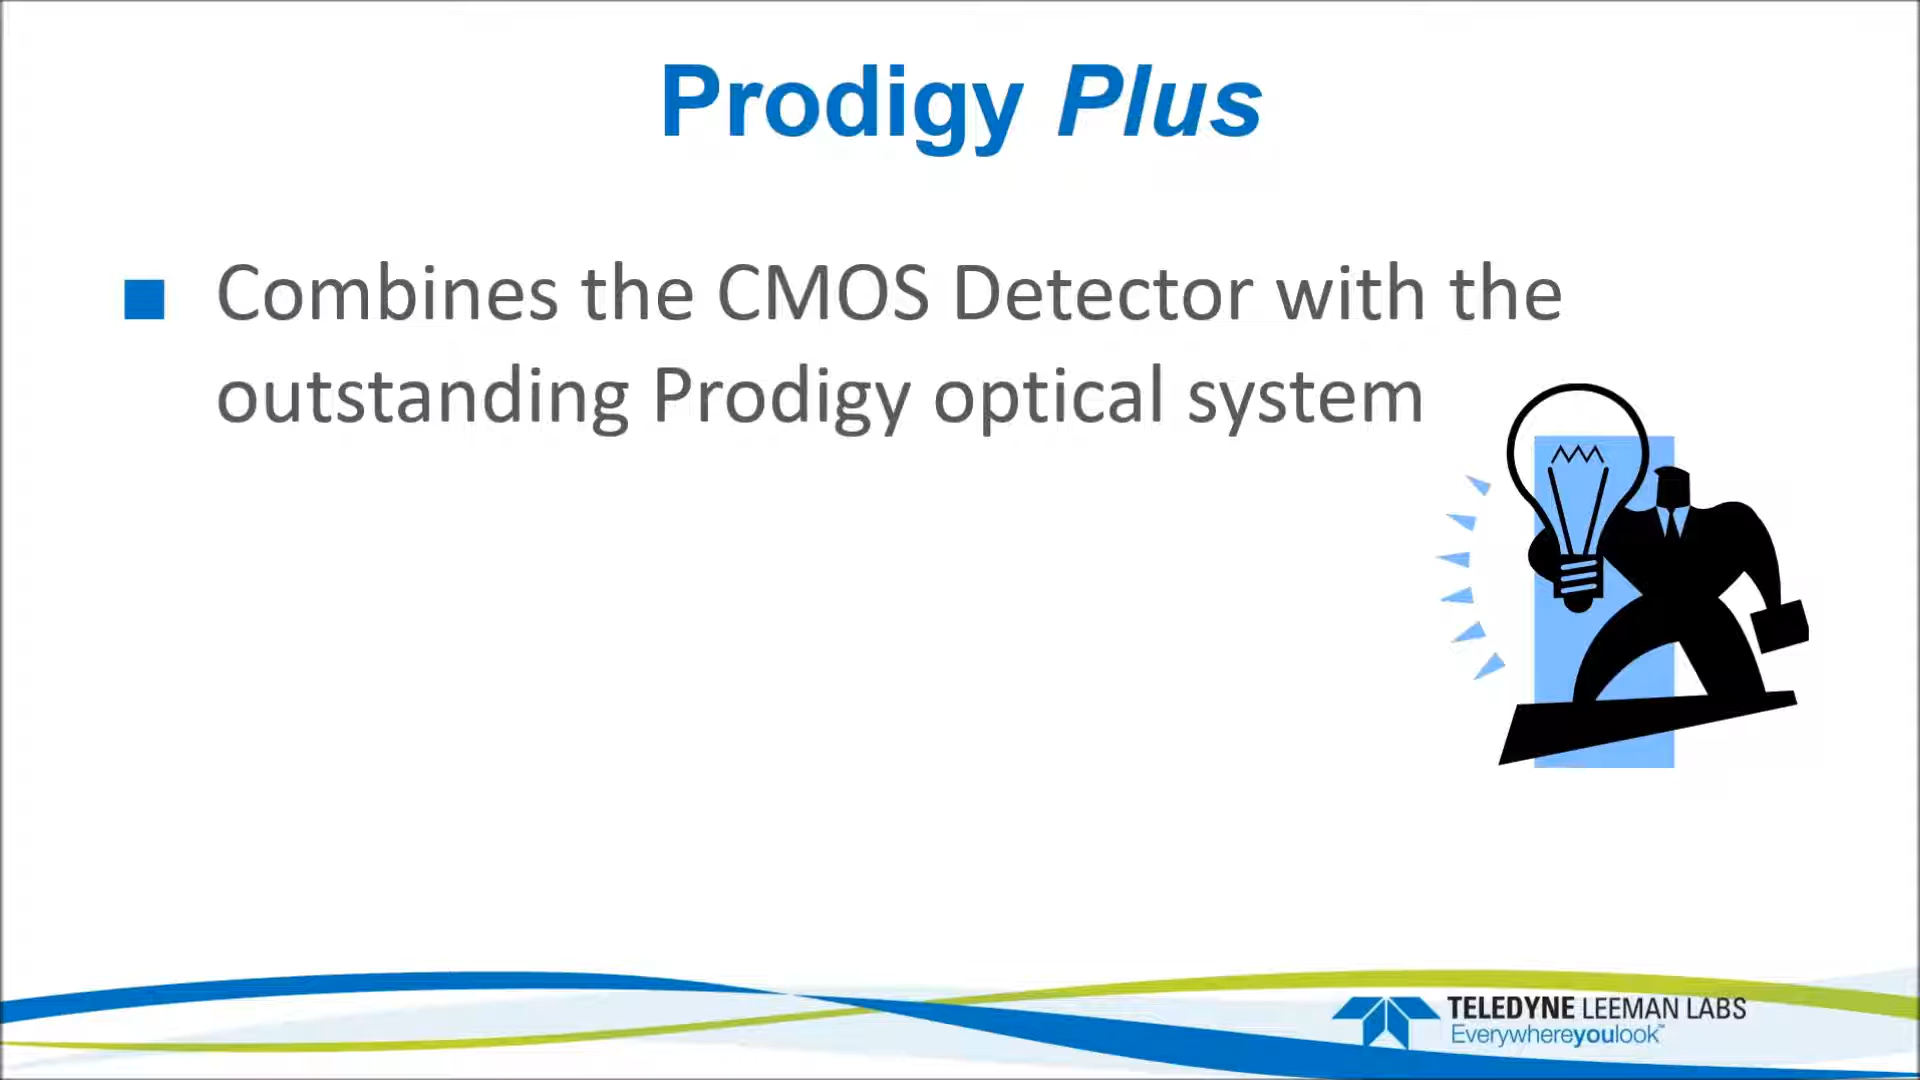 Prodigy Plus
Combines the CMOS Detector with the
outstanding Prodigy optical system
TELEDYNE LEEMAN LABS
Everywhereyoulook™